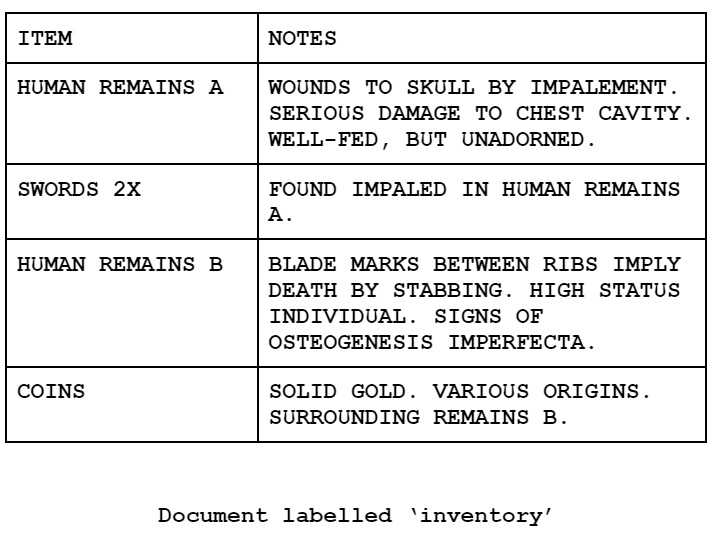 ITEM NOTES
HUMAN REMAINS A WOUNDS TO SKULL BY IMPALEMENT.
SERIOUS DAMAGE TO CHEST CAVITY.
WELL-FED, BUT UNADORNED.
SWORDS 2X FOUND IMPALED IN HUMAN REMAINS
A.
HUMAN REMAINS B BLADE MARKS BETWEEN RIBS IMPLY
DEATH BY STABBING. HIGH STATUS
INDIVIDUAL. SIGNS OF
OSTEOGENESIS IMPERFECTA.
COINS SOLID GOLD. VARIOUS ORIGINS.
SURROUNDING REMAINS B.
Document labelled ‘inventory’